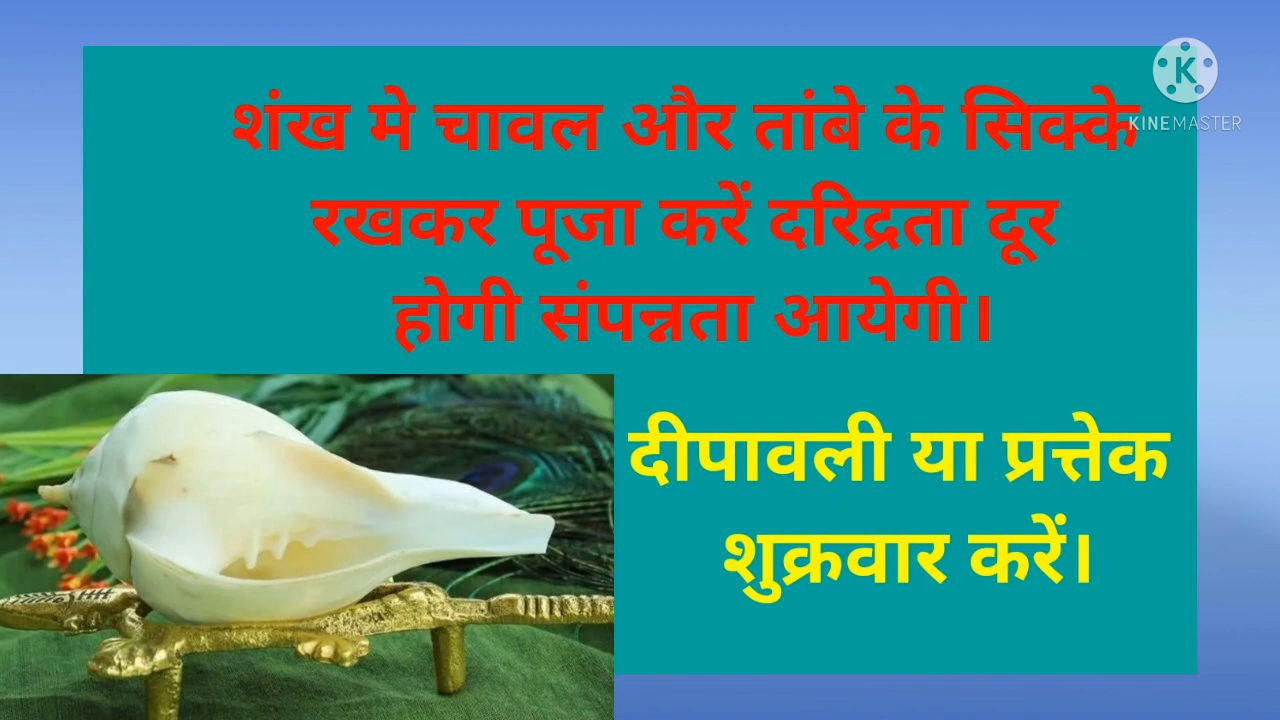 शंख मे चावल और तांबे के सिक्के
रखकर पूजा करें दरिद्रता दूर
होगी संपन्नता आयेगी।
दीपावली या प्रत्तेक
शुक्रवार करें।
K
KINEMASTER